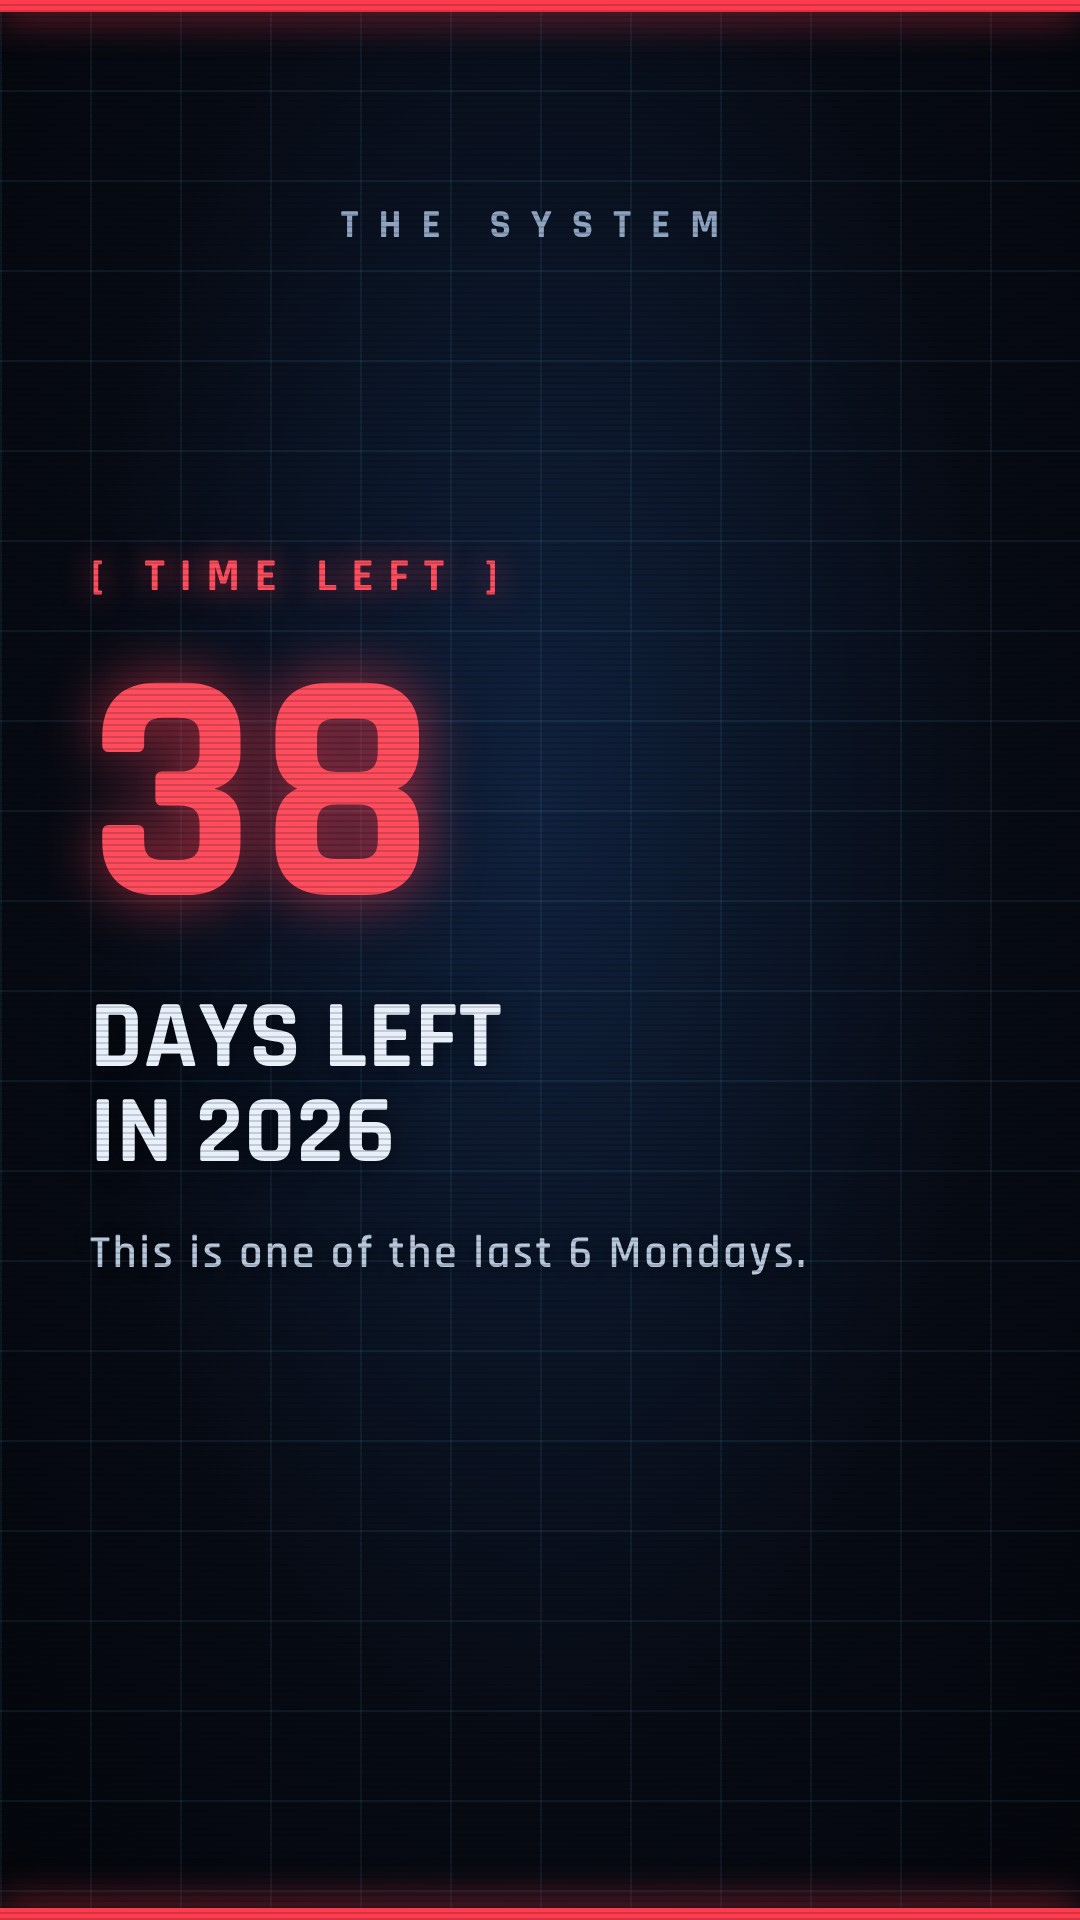 THE SYSTEM
[ TIME LEFT ]
38
DAYS LEFT
IN 2026
This is one of the last 6 Mondays.